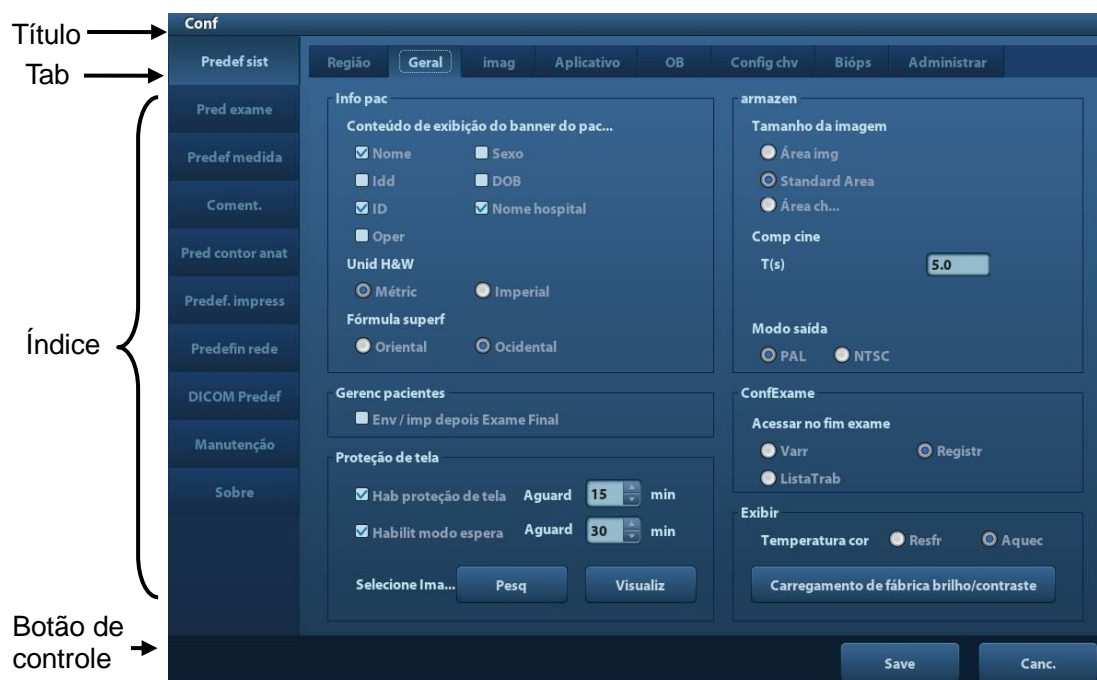 Título
Tab
Índice
Botão de
controle
Conf
Predef sist
Pred exame
Predef medida
Coment.
Pred contor anat
Predef. impress
Predefin rede
DICOM Predef
Manutenção
Sobre
Região Geral imag Aplicativo OB Config chv Bióps Administrar
Info pac
Conteúdo de exibição do banner do pac...
Nome Sexo
Idd DOB
ID Nome hospital
Oper
Unid H&W
Métric Imperial
Fórmula superf
Oriental Ocidental
Gerenc pacientes
Env / imp depois Exame Final
Proteção de tela
Hab proteção de tela Aguard 15 min
Habilit modo espera Aguard 30 min
Selecione Ima... Pesq Visualiz
armazen
Tamanho da imagem
Área img
Standard Area
Área ch...
Comp cine
T(s) 5.0
Modo saída
PAL NTSC
ConfExame
Acessar no fim exame
Varr Registr
ListaTrab
Exibir
Temperatura cor Resfr Aquec
Carregamento de fábrica brilho/contraste
Save Canc.